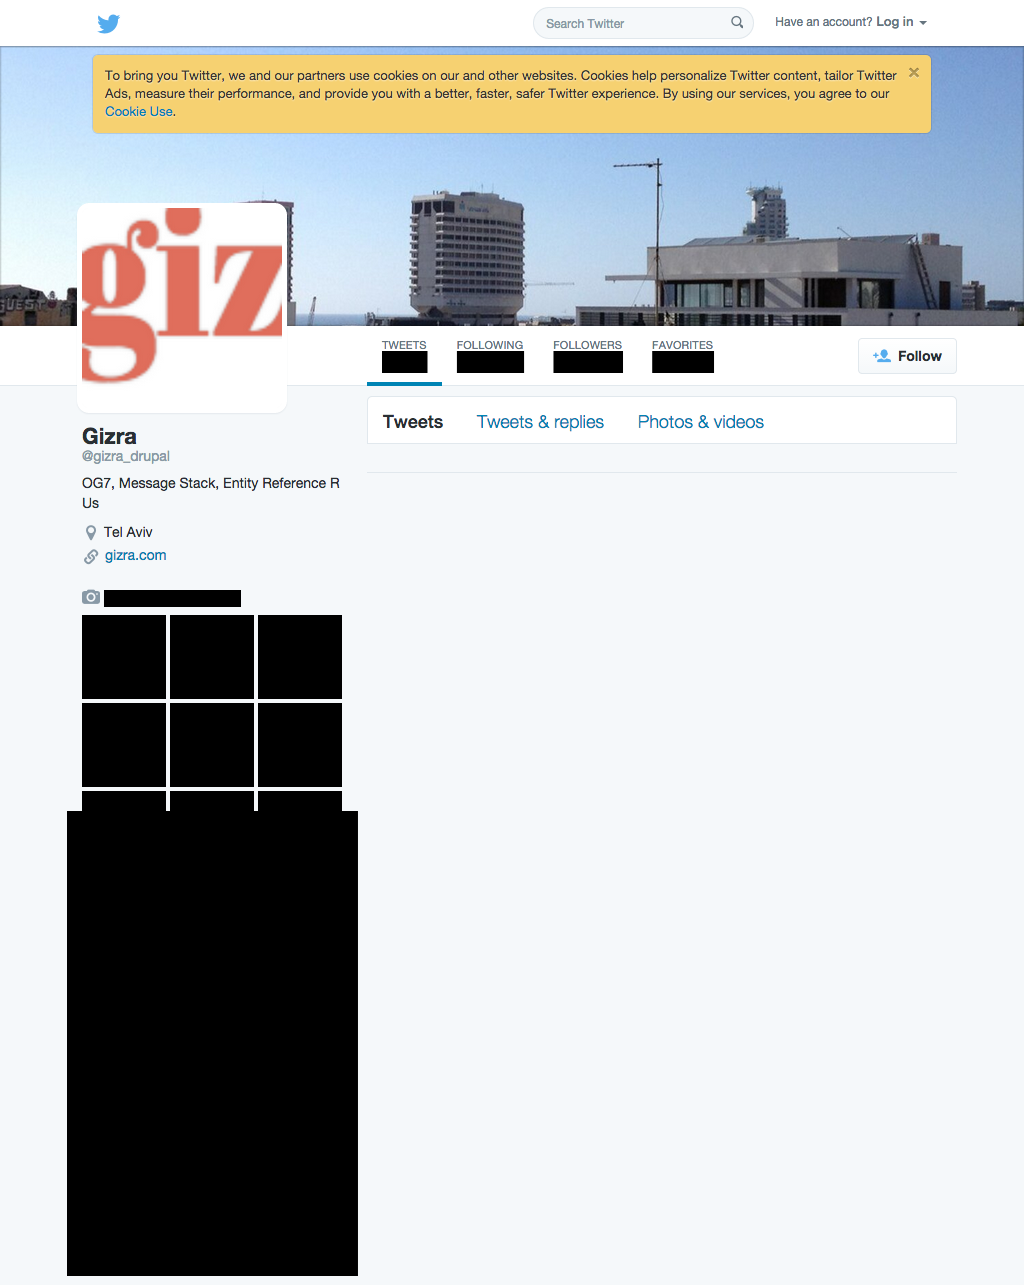 Search Twitter
Have an account? Log in
To bring you Twitter, we and our partners use cookies on our and other websites. Cookies help personalize Twitter content, tailor Twitter
Ads, measure their performance, and provide you with a better, faster, safer Twitter experience. By using our services, you agree to our
Cookie Use.
giz
TWEETS
FOLLOWING
FOLLOWERS
FAVORITES
Follow
Tweets
Tweets & replies
Photos & videos
Gizra
@gizra_drupal
OG7, Message Stack, Entity Reference R
Us
Tel Aviv
gizra.com